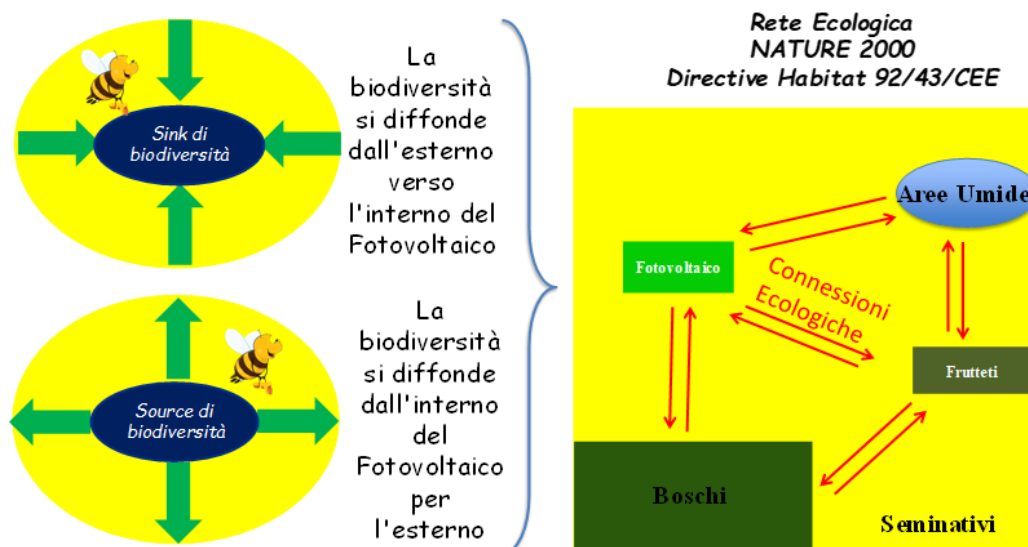 Sink di
biodiversità
La
biodiversità
si diffonde
dall'esterno
verso
l'interno del
Fotovoltaico
Source di
biodiversità
La
biodiversità
si diffonde
dall'interno
del
Fotovoltaico
per
l'esterno
Rete Ecologica
NATURE 2000
Directive Habitat 92/43/CEE
Aree Umide
Fotovoltaico
Connessioni
Ecologiche
Frutteti
Boschi
Seminativi